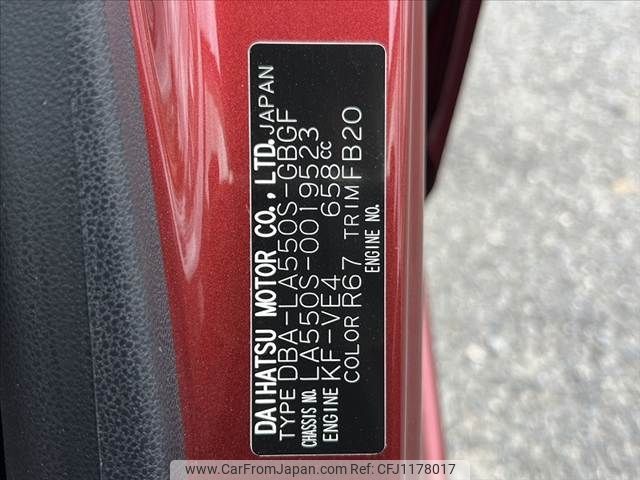 DAIHATSU MOTOR CO., LTD. JAPAN
TYPE DBA-LA550S-GBGF
CHASSIS NO. LA550S-0019523
ENGINE KF-VE4 658CC
COLOR R67 TRIM FB20
ENGINE NO.
www.CarFromJapan.com | Ref No. CFJ1178017